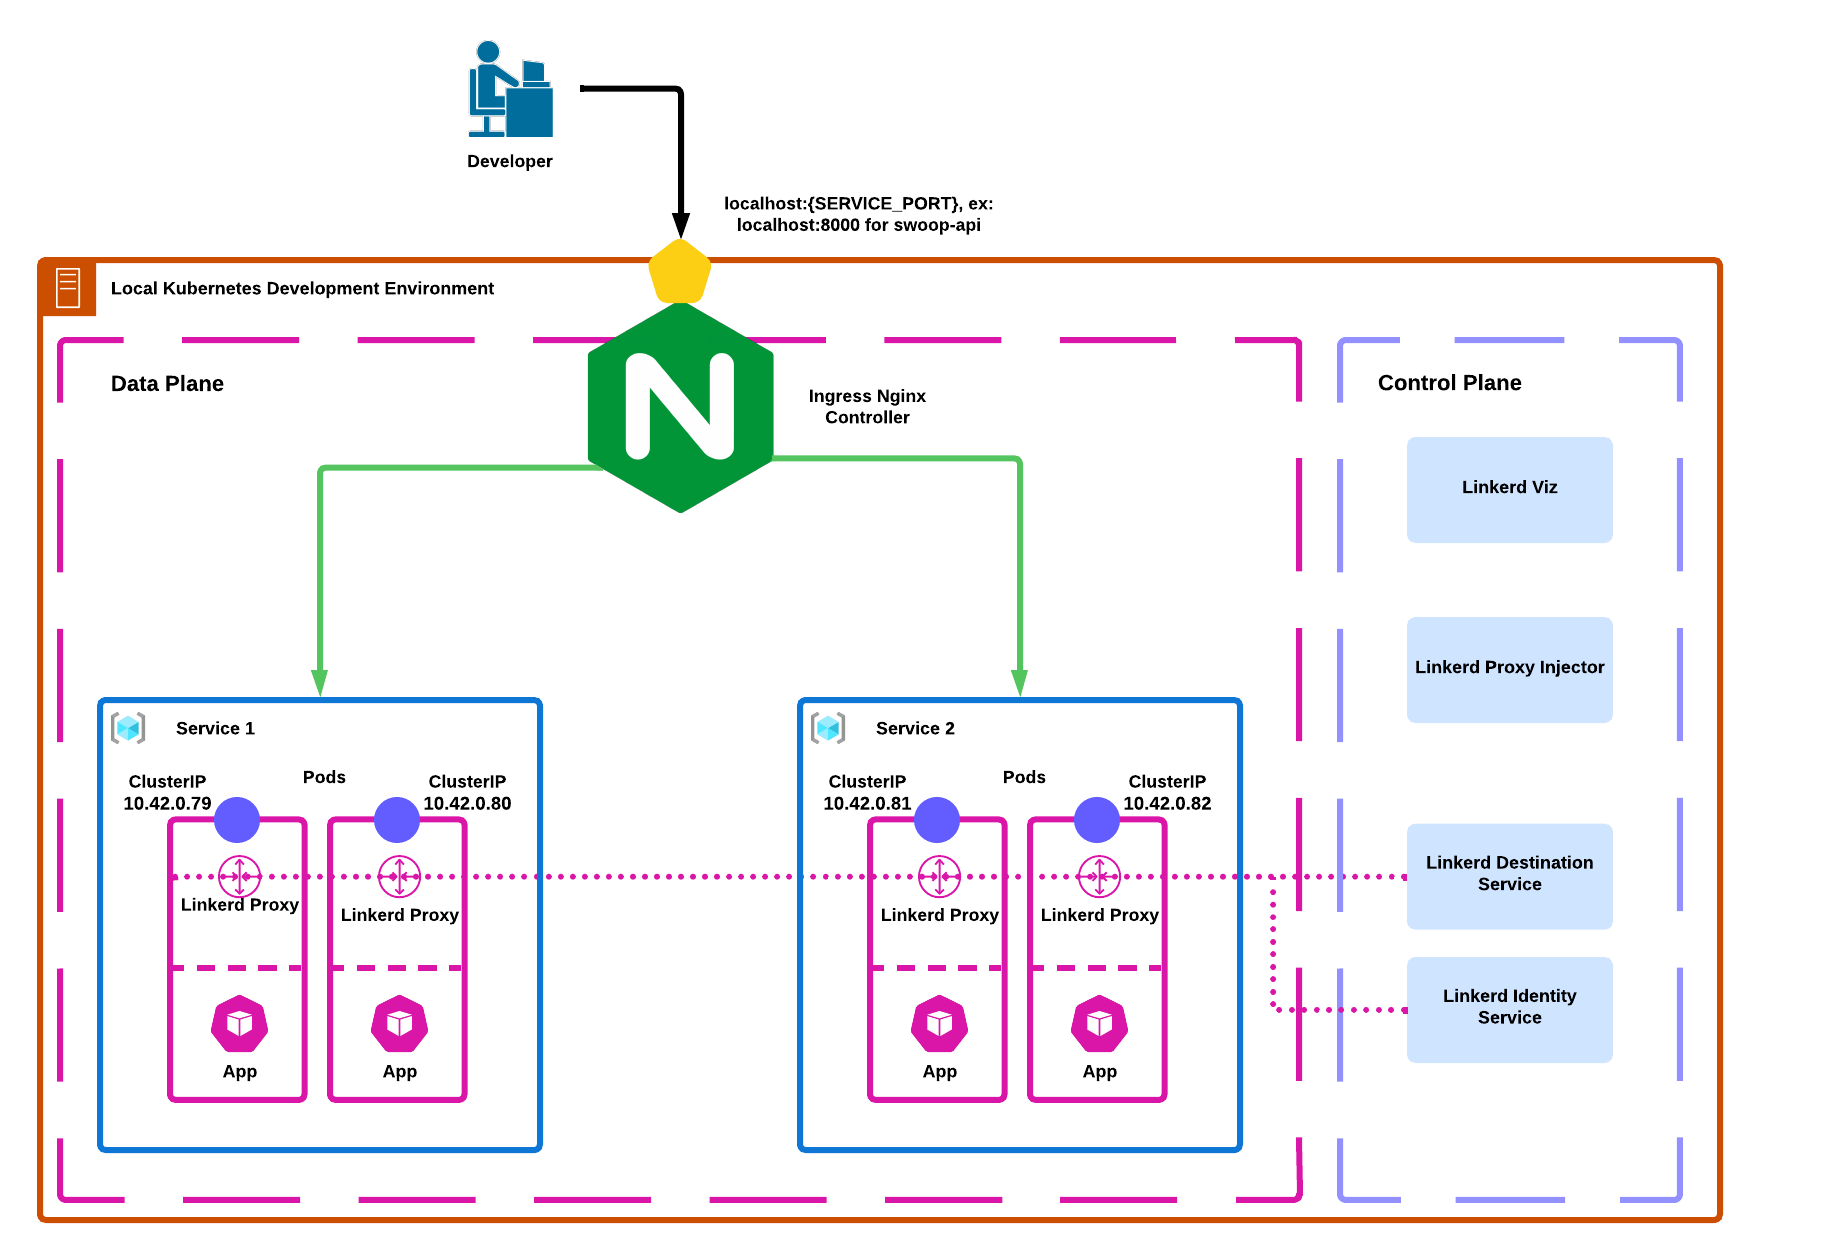 Developer
localhost:{SERVICE_PORT}, ex:
localhost:8000 for swoop-api
Local Kubernetes Development Environment
Data Plane
Ingress Nginx
Controller
Control Plane
Linkerd Viz
Linkerd Proxy Injector
Linkerd Destination
Service
Linkerd Identity
Service
Service 1
Pods
ClusterIP
10.42.0.79
ClusterIP
10.42.0.80
Linkerd Proxy
Linkerd Proxy
App
App
Service 2
Pods
ClusterIP
10.42.0.81
ClusterIP
10.42.0.82
Linkerd Proxy
Linkerd Proxy
App
App